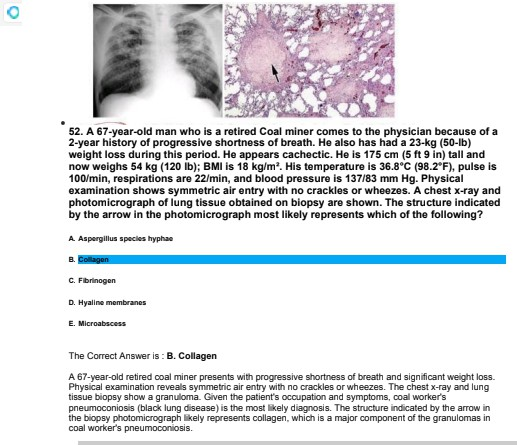 52. A 67-year-old man who is a retired Coal miner comes to the physician because of a
2-year history of progressive shortness of breath. He also has had a 23-kg (50-lb)
weight loss during this period. He appears cachectic. He is 175 cm (5 ft 9 in) tall and
now weighs 54 kg (120 lb); BMI is 18 kg/m². His temperature is 36.8°C (98.2°F), pulse is
100/min, respirations are 22/min, and blood pressure is 137/83 mm Hg. Physical
examination shows symmetric air entry with no crackles or wheezes. A chest x-ray and
photomicrograph of lung tissue obtained on biopsy are shown. The structure indicated
by the arrow in the photomicrograph most likely represents which of the following?
A. Aspergillus species hyphae
B. Collagen
C. Fibrinogen
D. Hyaline membranes
E. Microabscess
The Correct Answer is : B. Collagen
A 67-year-old retired coal miner presents with progressive shortness of breath and significant weight loss.
Physical examination reveals symmetric air entry with no crackles or wheezes. The chest x-ray and lung
tissue biopsy show a granuloma. Given the patient's occupation and symptoms, coal worker's
pneumoconiosis (black lung disease) is the most likely diagnosis. The structure indicated by the arrow in
the biopsy photomicrograph likely represents collagen, which is a major component of the granulomas in
coal worker's pneumoconiosis.